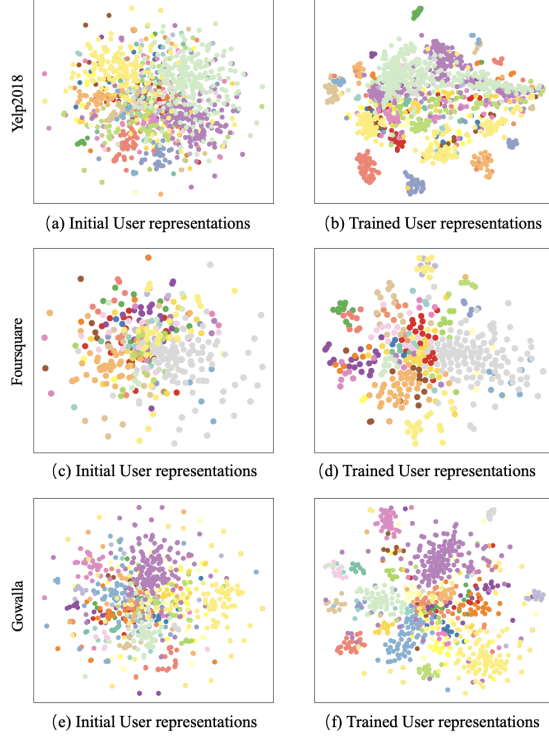 Yelp2018
(a) Initial User representations
(b) Trained User representations
Foursquare
(c) Initial User representations
(d) Trained User representations
Gowalla
(e) Initial User representations
(f) Trained User representations